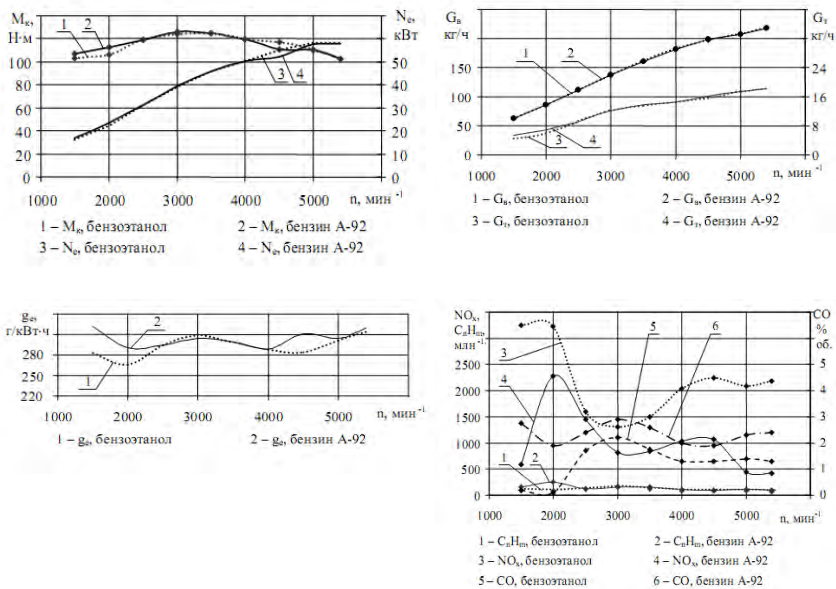 Mк, Н·м
Nе, кВт
120
100
80
60
40
20
0
60
50
40
30
20
10
0
1 2 3 4
1000 2000 3000 4000 5000 n, мин⁻¹
1 – Mк, бензоэтанол 2 – Mк, бензин А-92
3 – Nе, бензоэтанол 4 – Nе, бензин А-92
Gв кг/ч
Gт кг/ч
150
100
50
0
32
24
16
8
0
1 2 3 4
1000 2000 3000 4000 5000 n, мин⁻¹
1 – Gв, бензоэтанол 2 – Gв, бензин А-92
3 – Gт, бензоэтанол 4 – Gт, бензин А-92
gе, г/кВт·ч
280
250
220
1 2
1000 2000 3000 4000 5000 n, мин⁻¹
1 – gе, бензоэтанол 2 – gе, бензин А-92
NOх, CnHm, млн⁻¹
CO % об.
2500
2000
1500
1000
500
0
5
4
3
2
1
0
3 4 1 2 5 6
1000 2000 3000 4000 5000 n, мин⁻¹
1 – CnHm, бензоэтанол 2 – CnHm, бензин А-92
3 – NOх, бензоэтанол 4 – NOх, бензин А-92
5 – CO, бензоэтанол 6 – CO, бензин А-92